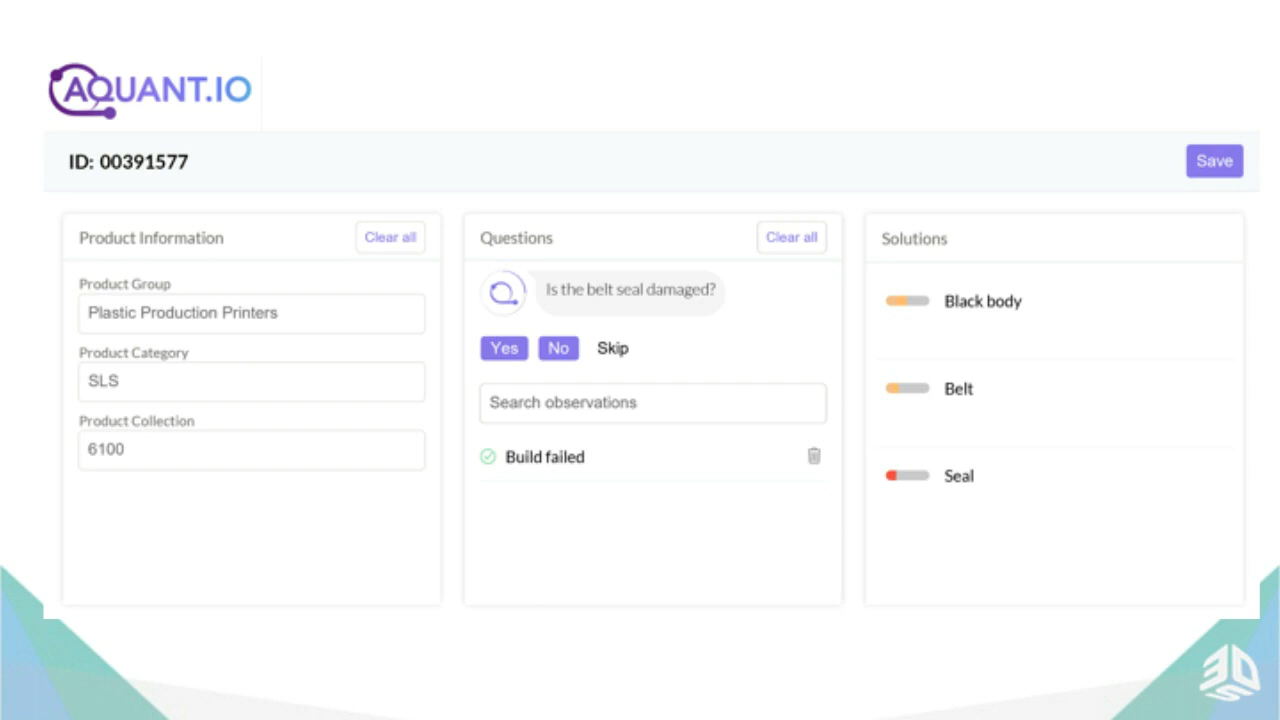 AQUANT.IO
ID: 00391577
Save
Product Information
Clear all
Product Group
Plastic Production Printers
Product Category
SLS
Product Collection
6100
Questions
Clear all
Is the belt seal damaged?
Yes No Skip
Search observations
Build failed
Solutions
Black body
Belt
Seal
3DS